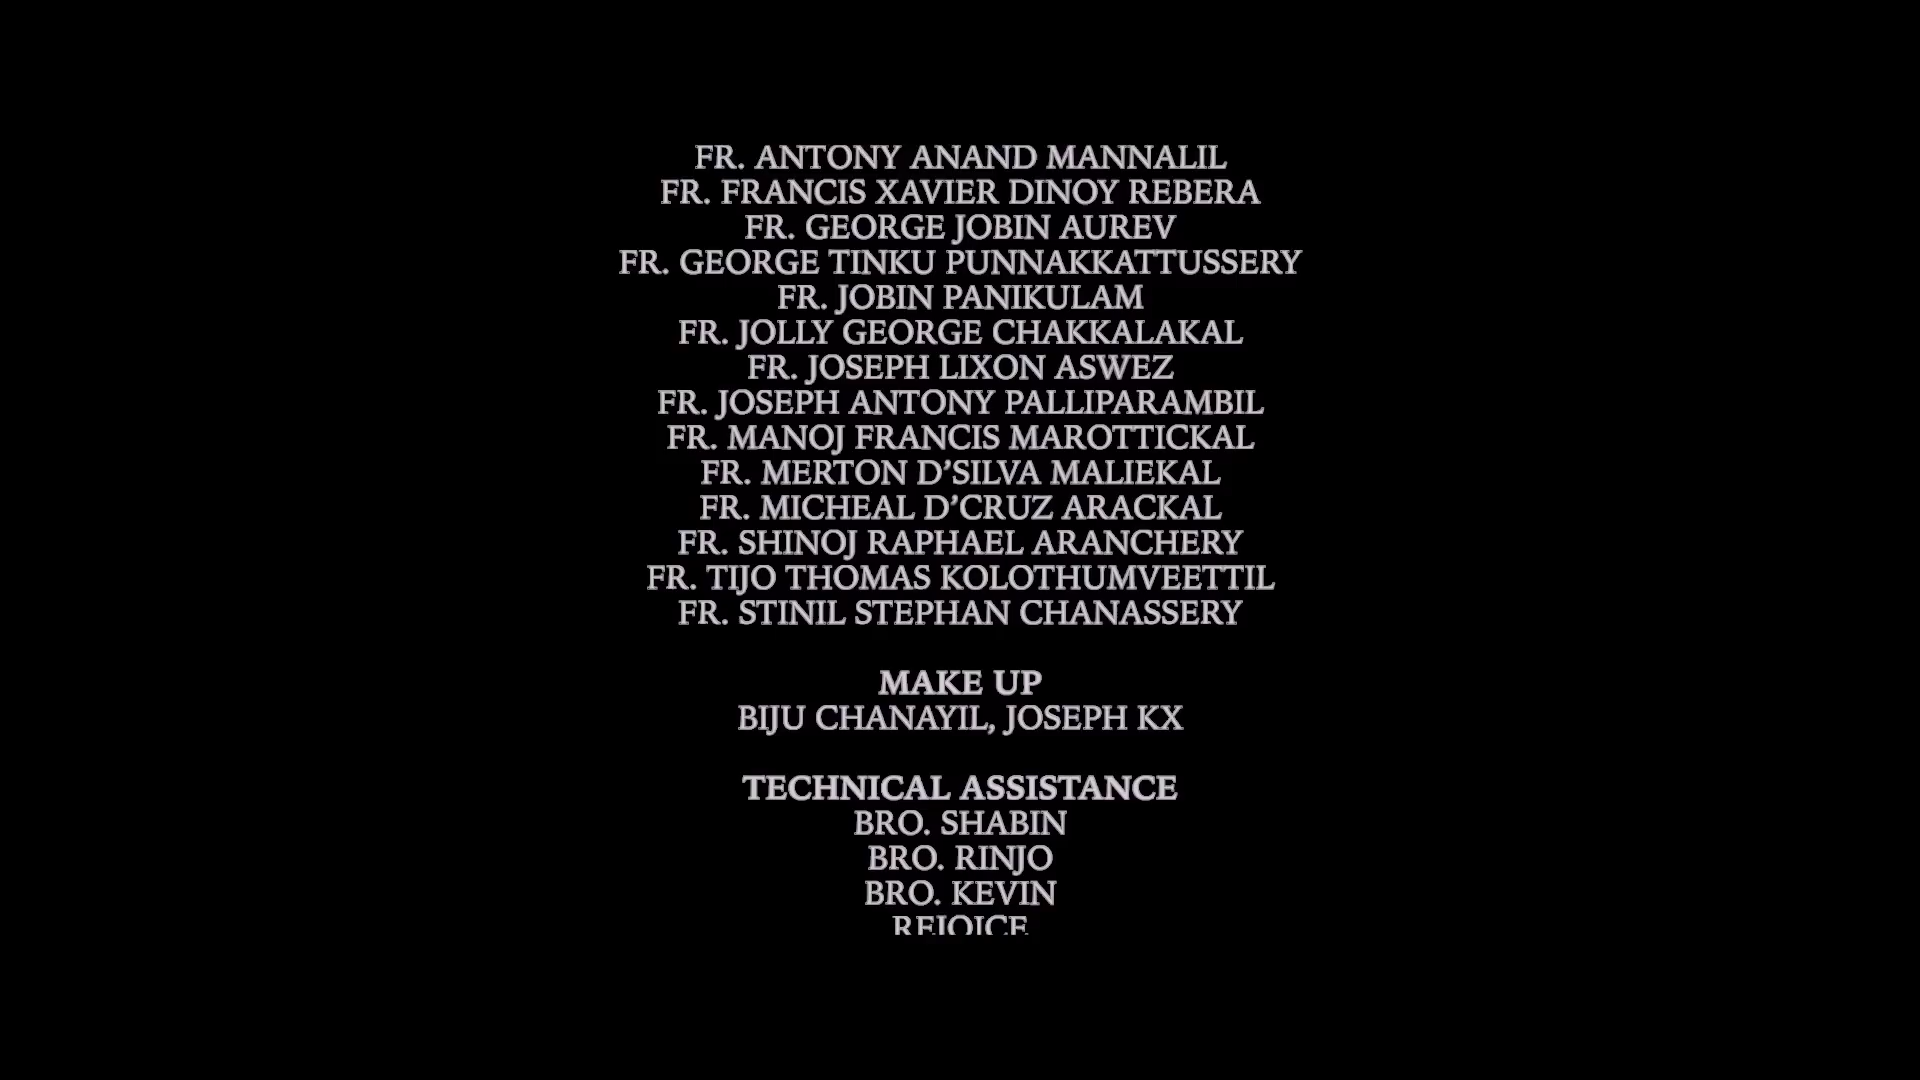 FR. ANTONY ANAND MANNALIL
FR. FRANCIS XAVIER DINOY REBERA
FR. GEORGE JOBIN AUREV
FR. GEORGE TINKU PUNNAKKATTUSSERY
FR. JOBIN PANIKULAM
FR. JOLLY GEORGE CHAKKALAKAL
FR. JOSEPH LIXON ASWEZ
FR. JOSEPH ANTONY PALLIPARAMBIL
FR. MANOJ FRANCIS MAROTTICKAL
FR. MERTON D’SILVA MALIEKAL
FR. MICHEAL D’CRUZ ARACKAL
FR. SHINOJ RAPHAEL ARANCHERY
FR. TIJO THOMAS KOLOTHUMVEETTIL
FR. STINIL STEPHAN CHANASSERY
MAKE UP
BIJU CHANAYIL, JOSEPH KX
TECHNICAL ASSISTANCE
BRO. SHABIN
BRO. RINJO
BRO. KEVIN
REJOICE